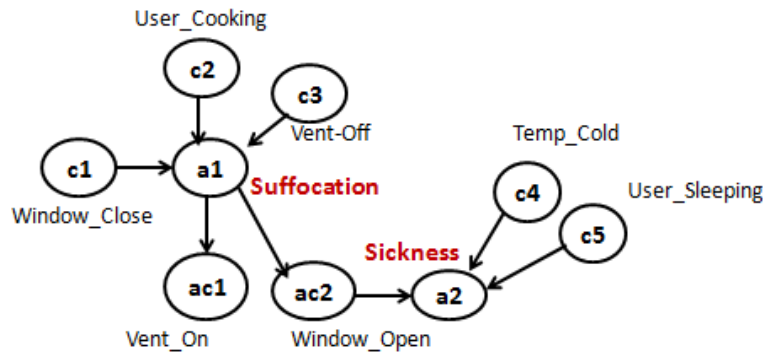 User_Cooking
c2
c3
Vent-Off
Temp_Cold
c1
a1
Suffocation
c4
User_Sleeping
Window_Close
c5
Sickness
ac1
ac2
a2
Vent_On
Window_Open